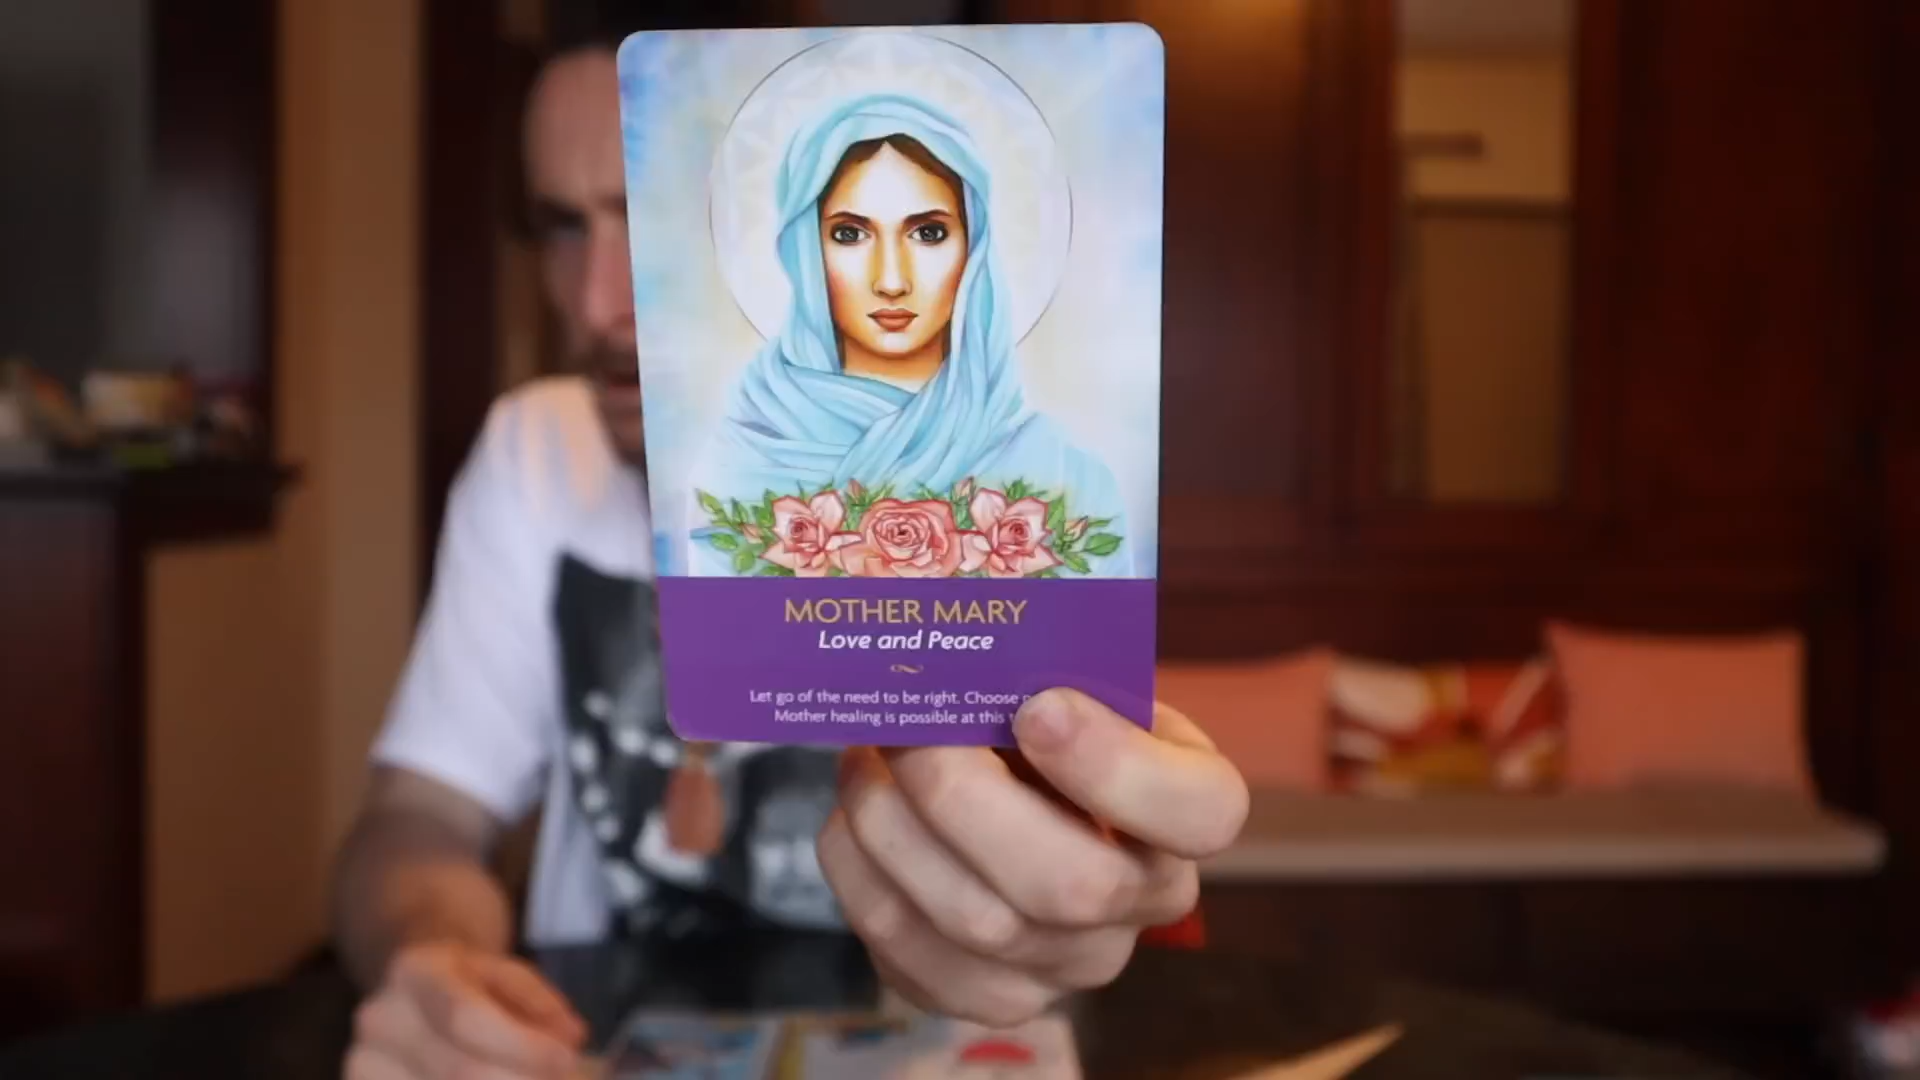 MOTHER MARY
Love and Peace
Let go of the need to be right. Choose
Mother healing is possible at this